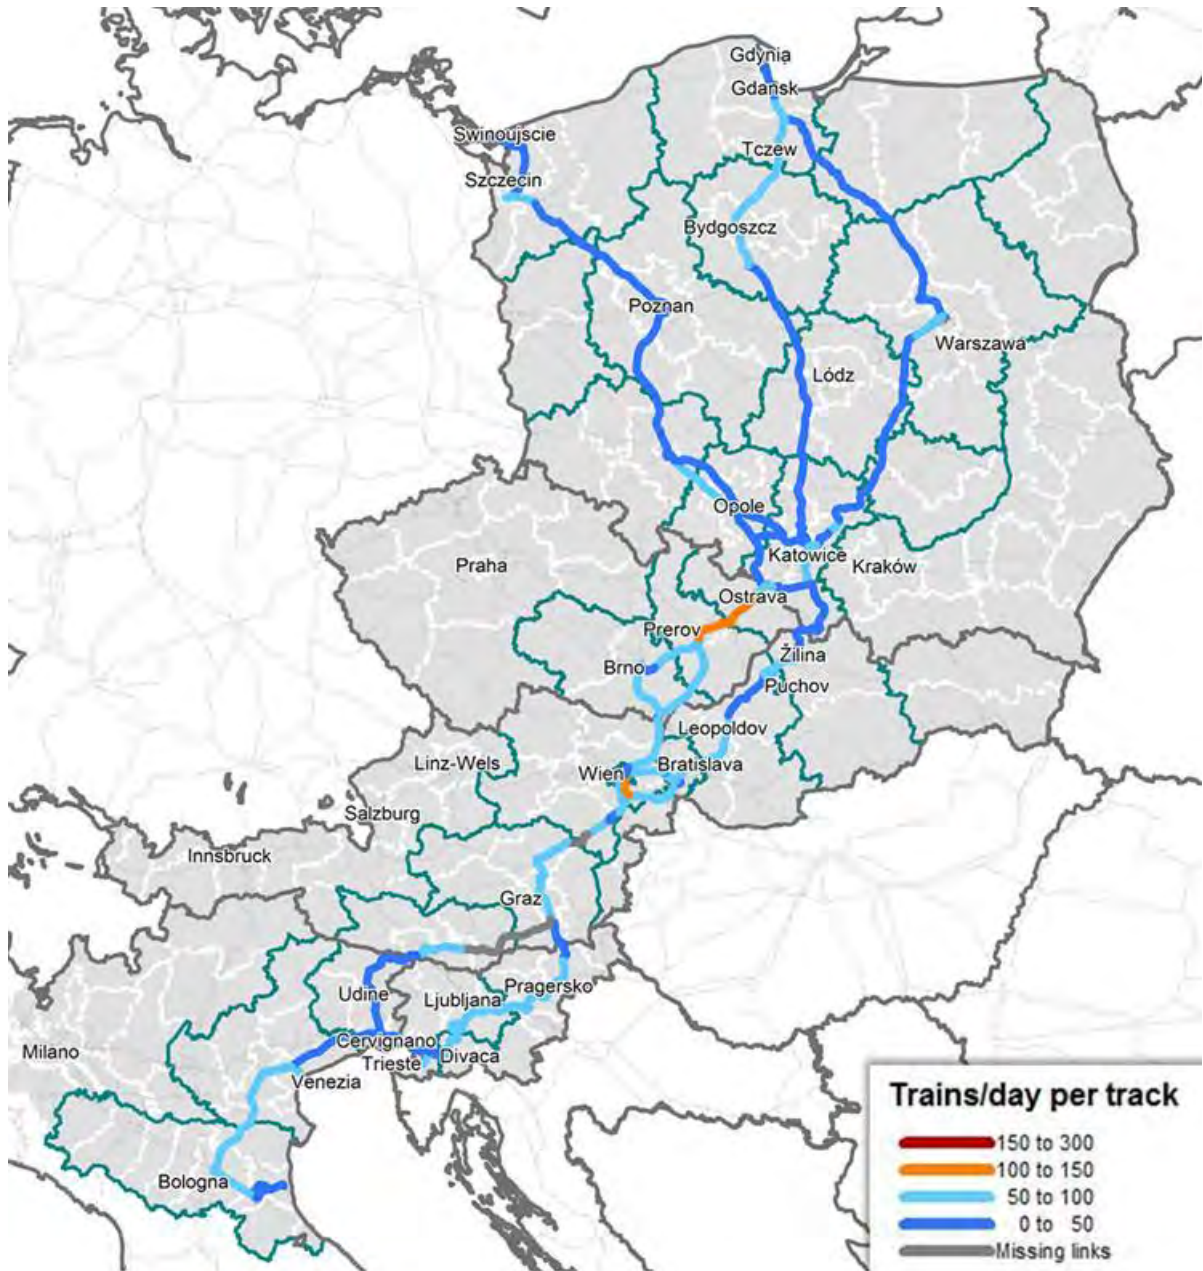 Gdynia
Gdańsk
Swinoujscie
Tczew
Szczecin
Bydgoszcz
Poznan
Warszawa
Lódz
Opole
Katowice
Praha
Kraków
Ostrava
Prerov
Brno
Žilina
Puchov
Leopoldov
Linz-Wels
Wien
Bratislava
Salzburg
Innsbruck
Graz
Udine
Ljubljana
Pragersko
Cervignano
Milano
Trieste
Divaca
Venezia
Bologna
Trains/day per track
150 to 300
100 to 150
50 to 100
0 to 50
Missing links